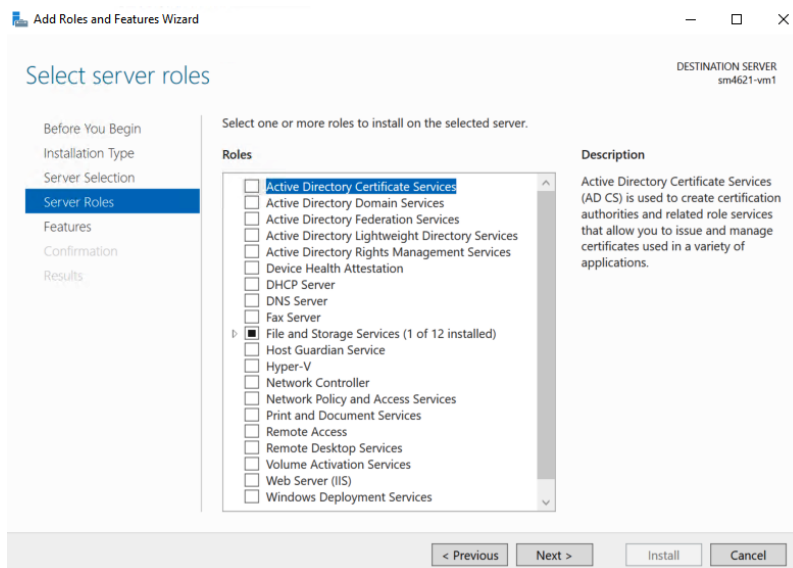 Add Roles and Features Wizard
Select server roles
DESTINATION SERVER
sm4621-vm1
Before You Begin
Installation Type
Server Selection
Server Roles
Features
Confirmation
Results
Select one or more roles to install on the selected server.
Roles
Active Directory Certificate Services
Active Directory Domain Services
Active Directory Federation Services
Active Directory Lightweight Directory Services
Active Directory Rights Management Services
Device Health Attestation
DHCP Server
DNS Server
Fax Server
File and Storage Services (1 of 12 installed)
Host Guardian Service
Hyper-V
Network Controller
Network Policy and Access Services
Print and Document Services
Remote Access
Remote Desktop Services
Volume Activation Services
Web Server (IIS)
Windows Deployment Services
Description
Active Directory Certificate Services
(AD CS) is used to create certification
authorities and related role services
that allow you to issue and manage
certificates used in a variety of
applications.
< Previous
Next >
Install
Cancel